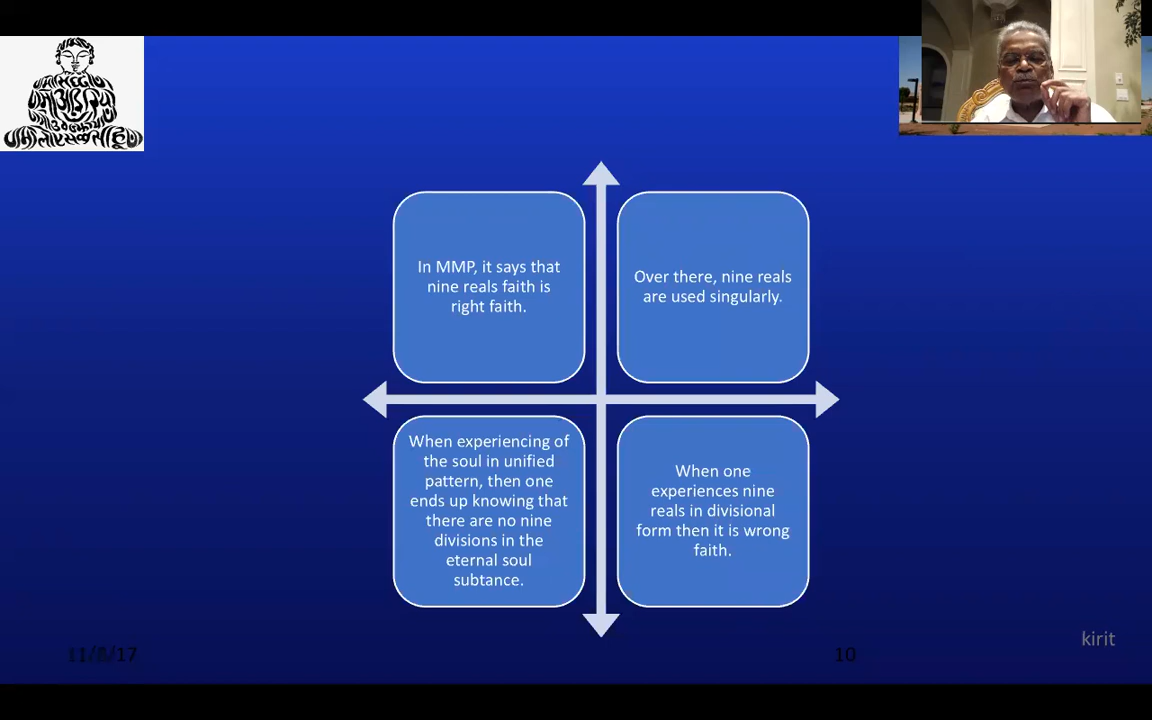 In MMP, it says that
nine reals faith is
right faith.
Over there, nine reals
are used singularly.
When experiencing of
the soul in unified
pattern, then one
ends up knowing that
there are no nine
divisions in the
eternal soul
subtance.
When one
experiences nine
reals in divisional
form then it is wrong
faith.
kirit
10